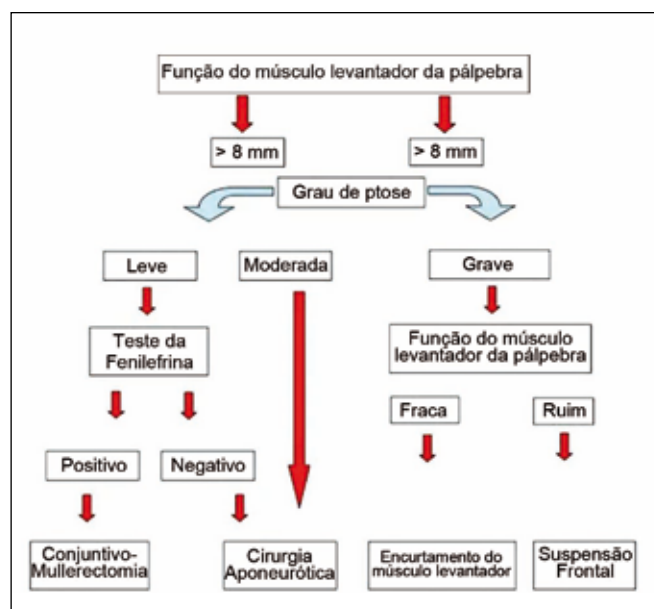 Função do músculo levantador da pálpebra
> 8 mm
> 8 mm
Grau de ptose
Leve
Moderada
Grave
Teste da
Fenilefrina
Função do músculo
levantador da pálpebra
Fraca
Ruim
Positivo
Negativo
Conjuntivo-
Mullerectomia
Cirurgia
Aponeurótica
Encurtamento do
músculo levantador
Suspensão
Frontal